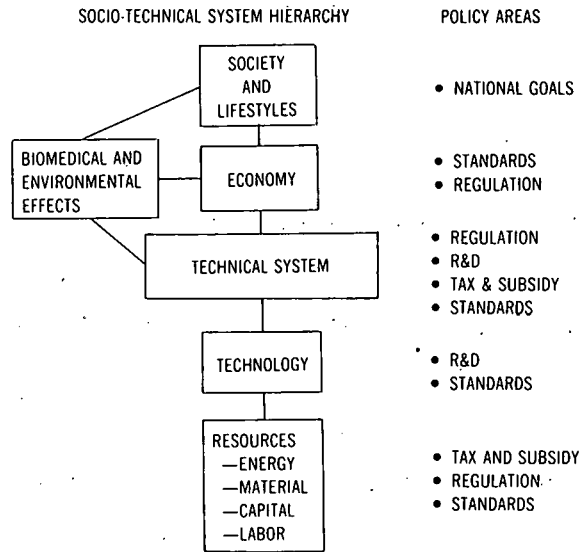 SOCIO-TECHNICAL SYSTEM HIERARCHY
POLICY AREAS
SOCIETY
AND
LIFESTYLES
• NATIONAL GOALS
BIOMEDICAL AND
ENVIRONMENTAL
EFFECTS
ECONOMY
• STANDARDS
• REGULATION
TECHNICAL SYSTEM
• REGULATION
• R&D
• TAX & SUBSIDY
• STANDARDS
TECHNOLOGY
• R&D
• STANDARDS
RESOURCES
—ENERGY
—MATERIAL
—CAPITAL
—LABOR
• TAX AND SUBSIDY
• REGULATION
• STANDARDS